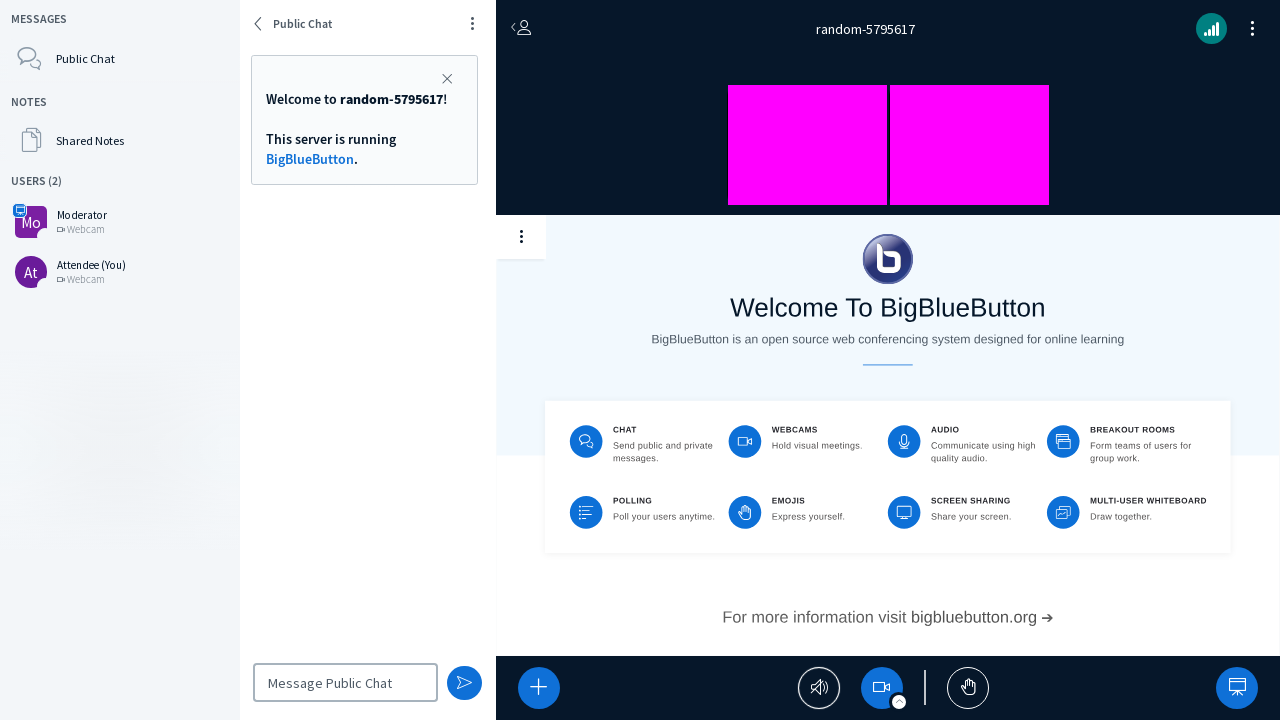 MESSAGES
Public Chat
NOTES
Shared Notes
USERS (2)
Mo
Moderator
Webcam
At
Attendee (You)
Webcam
Public Chat
Welcome to random-5795617!
This server is running
BigBlueButton.
Message Public Chat
random-5795617
b
Welcome To BigBlueButton
BigBlueButton is an open source web conferencing system designed for online learning
CHAT
Send public and private
messages.
WEBCAMS
Hold visual meetings.
AUDIO
Communicate using high
quality audio.
BREAKOUT ROOMS
Form teams of users for
group work.
POLLING
Poll your users anytime.
EMOJIS
Express yourself.
SCREEN SHARING
Share your screen.
MULTI-USER WHITEBOARD
Draw together.
For more information visit bigbluebutton.org ➔